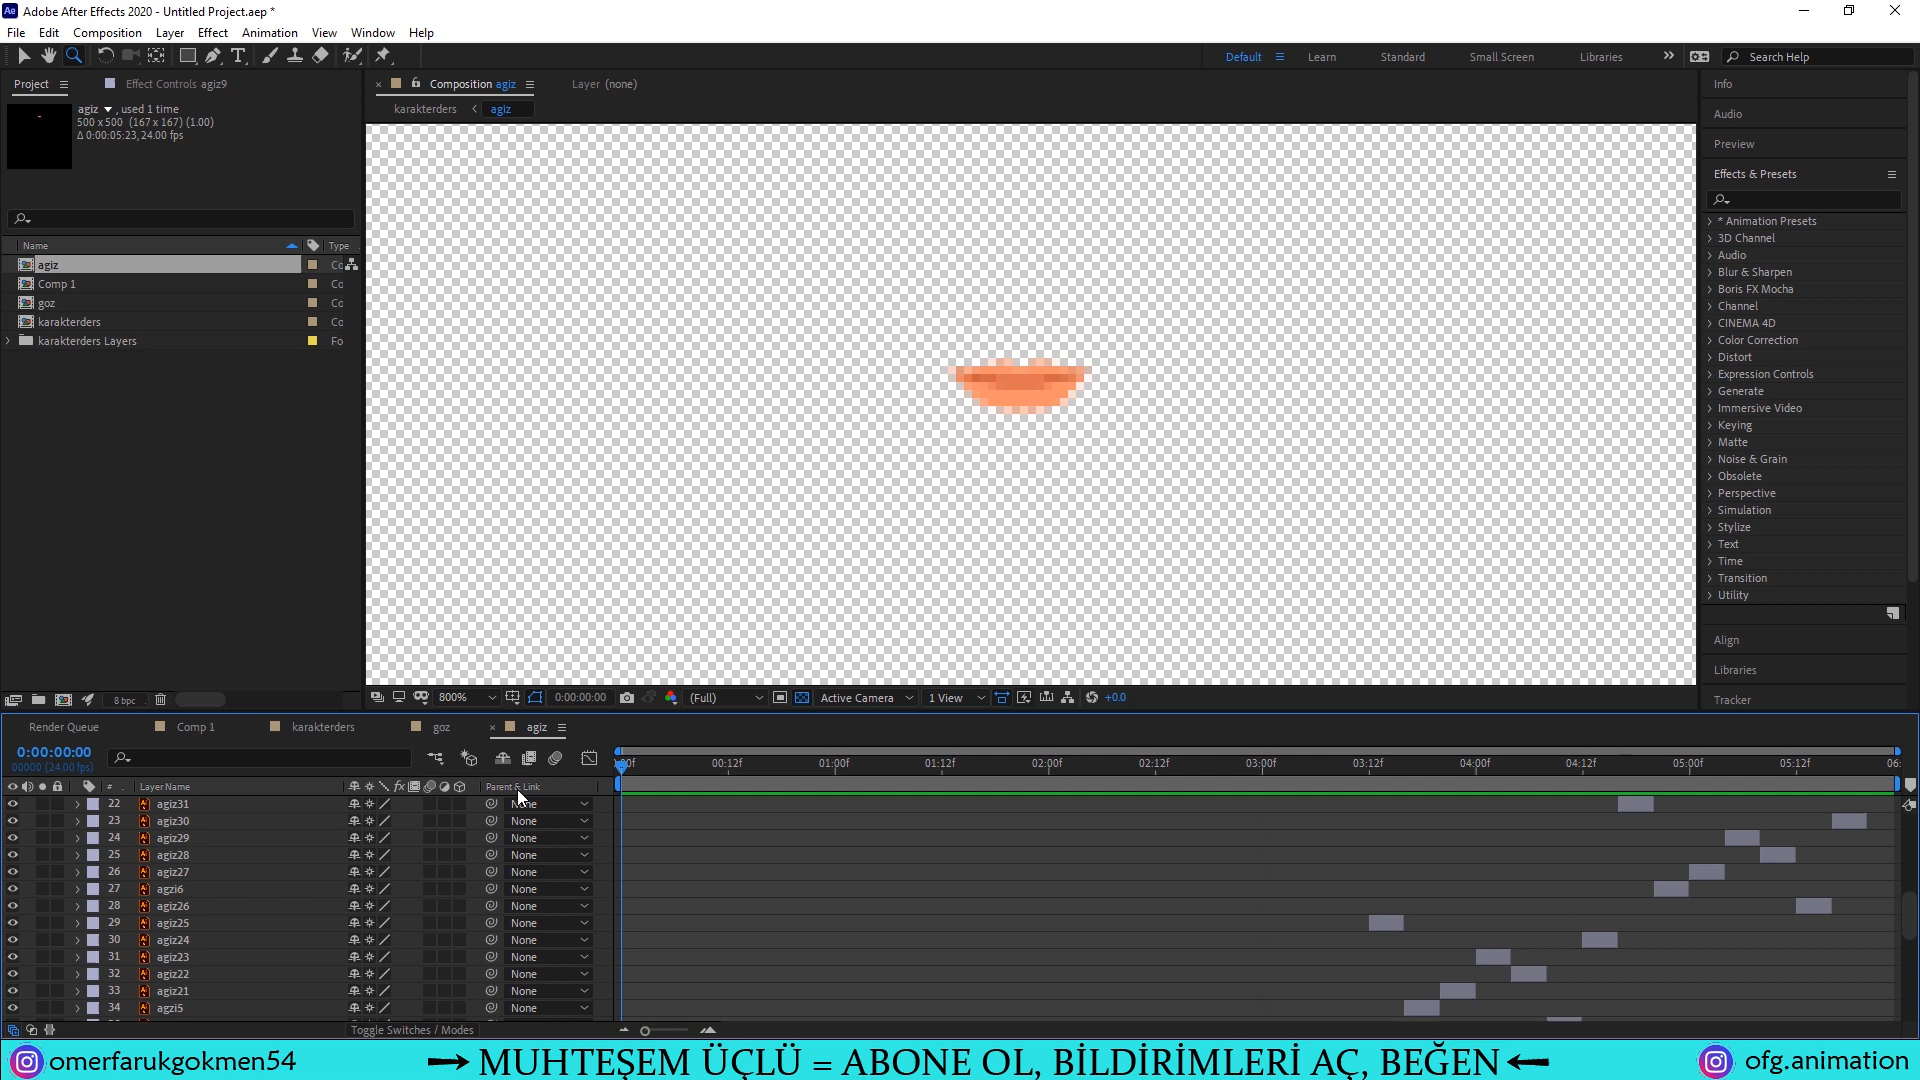 Adobe After Effects 2020 - Untitled Project.aep *
File Edit Composition Layer Effect Animation View Window Help
Default Learn Standard Small Screen Libraries Search Help
Project Effect Controls agiz9
Composition agiz Layer (none)
Info
agiz , used 1 time
500 x 500 (167 x 167) (1.00)
Δ 0:00:05:23, 24.00 fps
karakterders agiz
Audio
Preview
Effects & Presets
Name Type
agiz Co
Comp 1 Co
goz Co
karakterders Co
karakterders Layers Fo
* Animation Presets
3D Channel
Audio
Blur & Sharpen
Boris FX Mocha
Channel
CINEMA 4D
Color Correction
Distort
Expression Controls
Generate
Immersive Video
Keying
Matte
Noise & Grain
Obsolete
Perspective
Simulation
Stylize
Text
Time
Transition
Utility
Align
Libraries
Tracker
8 bpc
800% 0:00:00:00 (Full) Active Camera 1 View +0.0
Render Queue Comp 1 karakterders goz agiz
0:00:00:00
00000 (24.00 fps)
:00f 00:12f 01:00f 01:12f 02:00f 02:12f 03:00f 03:12f 04:00f 04:12f 05:00f 05:12f 06:
# Layer Name Parent & Link
22 agiz31 None
23 agiz30 None
24 agiz29 None
25 agiz28 None
26 agiz27 None
27 agzi6 None
28 agiz26 None
29 agiz25 None
30 agiz24 None
31 agiz23 None
32 agiz22 None
33 agiz21 None
34 agzi5 None
Toggle Switches / Modes
omerfarukgokmen54 MUHTEŞEM ÜÇLÜ = ABONE OL, BİLDİRİMLERİ AÇ, BEĞEN ofg.animation